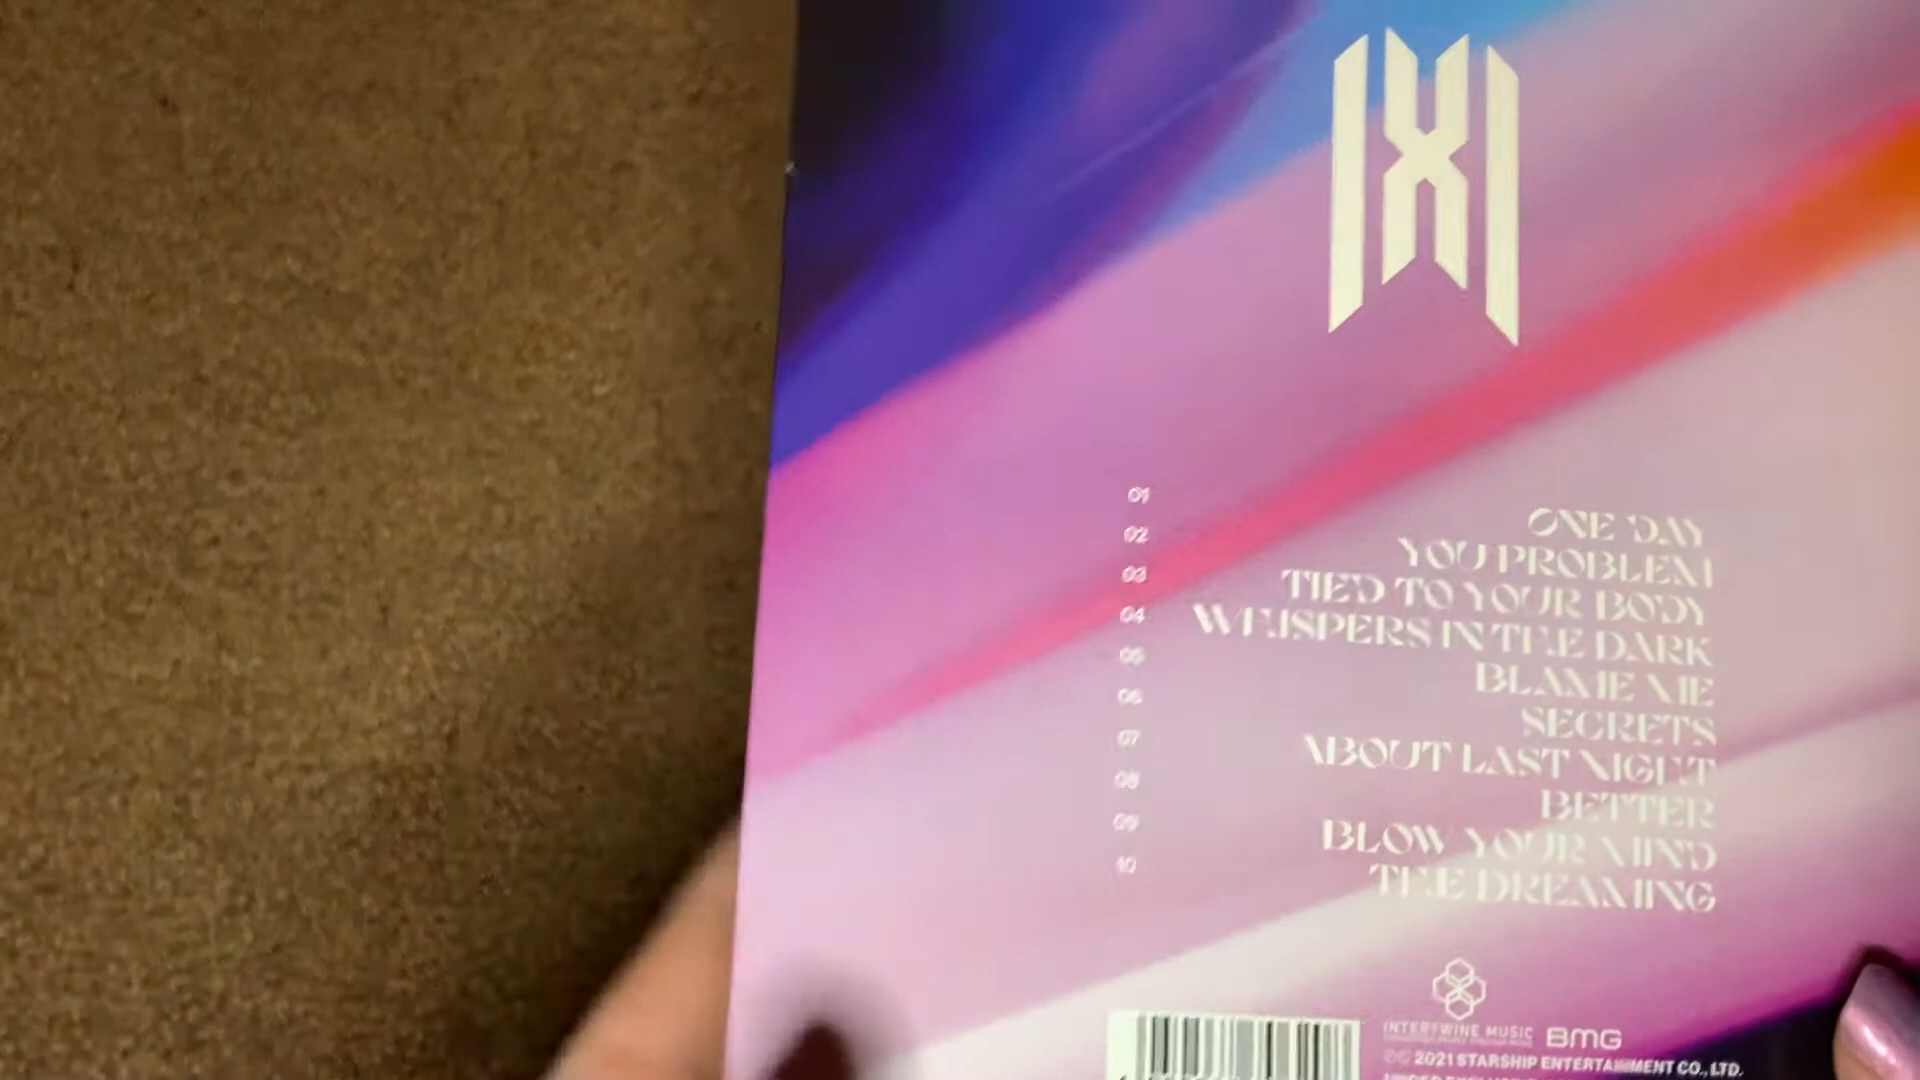 01 ONE DAY
02 YOU PROBLEM
03 TIED TO YOUR BODY
04 WHISPERS IN THE DARK
05 BLAME ME
06 SECRETS
07 ABOUT LAST NIGHT
08 BETTER
09 BLOW YOUR MIND
10 THE DREAMING
INTERTWINE MUSIC BMG
℗© 2021 STARSHIP ENTERTAINMENT CO., LTD.